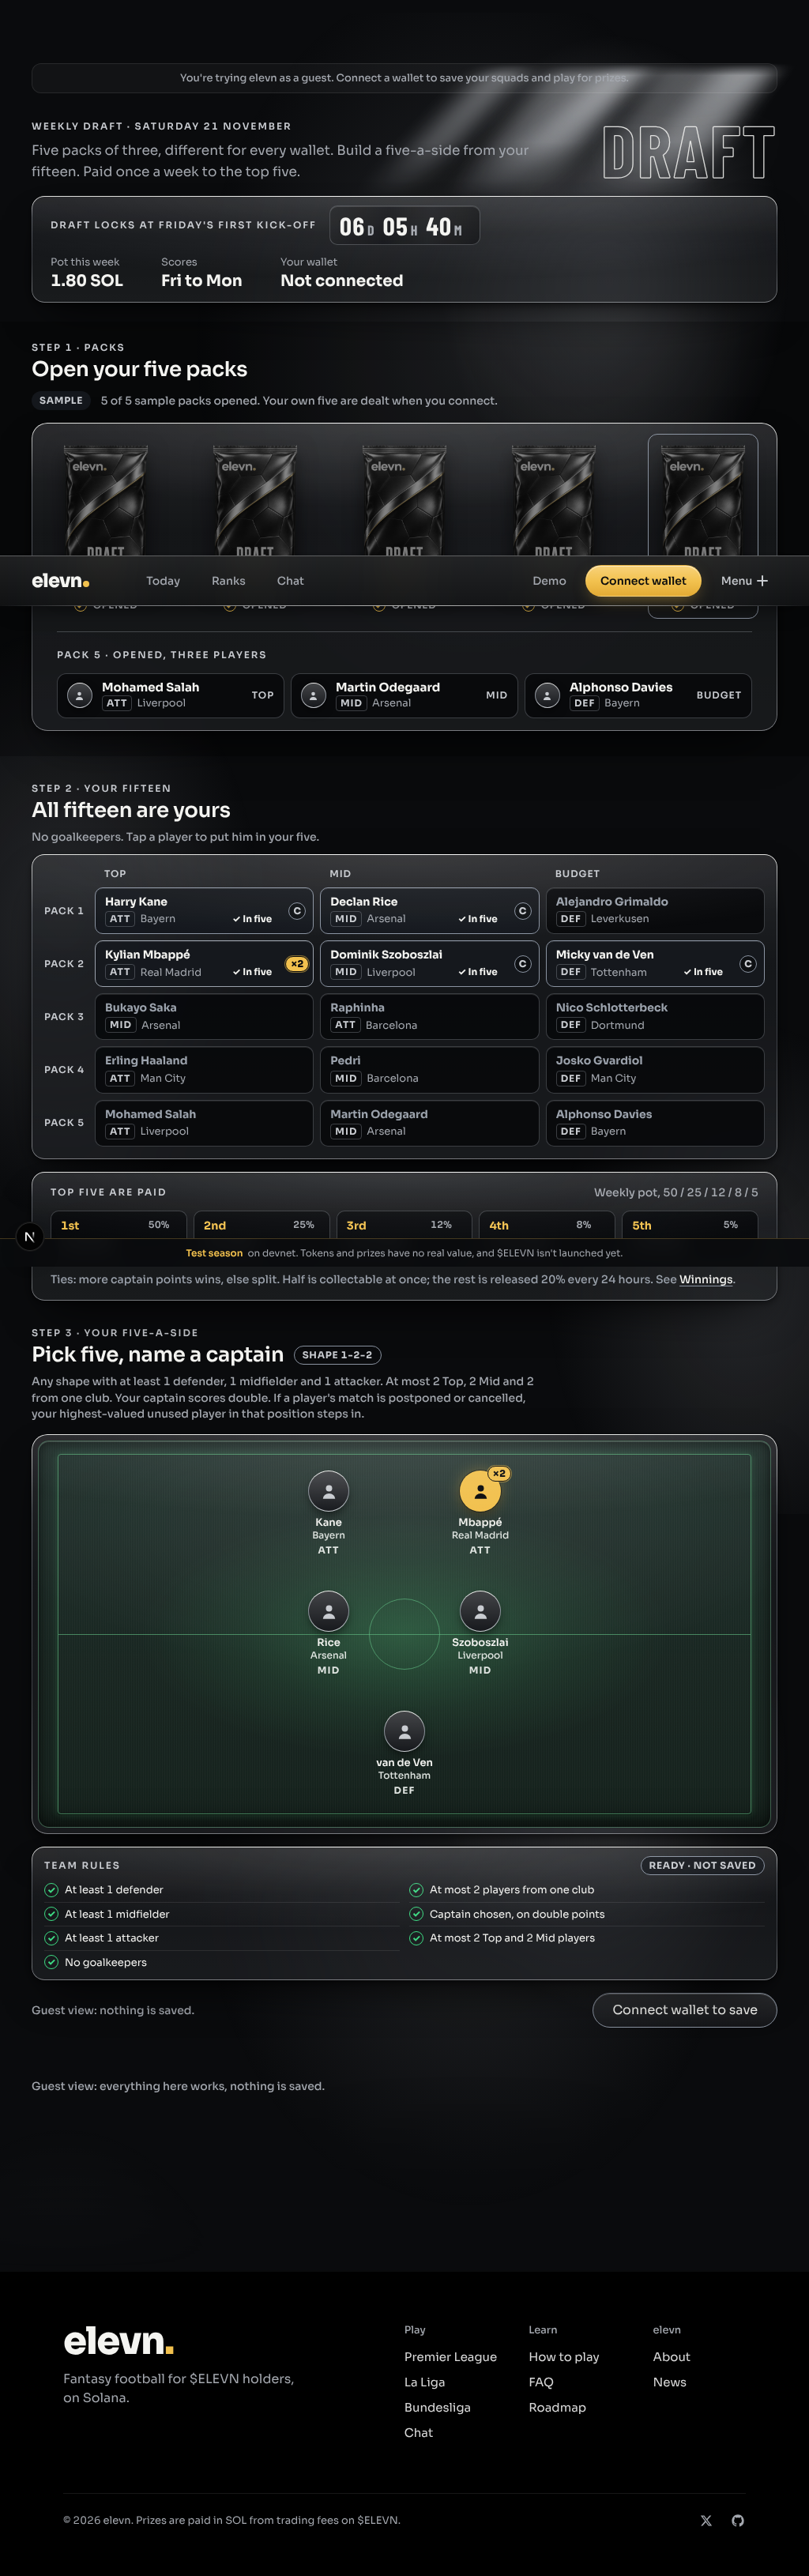 You're trying elevn as a guest. Connect a wallet to save your squads and play for prizes.
WEEKLY DRAFT · SATURDAY 21 NOVEMBER
Five packs of three, different for every wallet. Build a five-a-side from your
fifteen. Paid once a week to the top five.
DRAFT
DRAFT LOCKS AT FRIDAY'S FIRST KICK-OFF
06D 05H 40M
Pot this week
1.80 SOL
Scores
Fri to Mon
Your wallet
Not connected
STEP 1 · PACKS
Open your five packs
SAMPLE
5 of 5 sample packs opened. Your own five are dealt when you connect.
elevn. elevn. elevn. elevn. elevn.
DRAFT DRAFT DRAFT DRAFT DRAFT
elevn.
Today
Ranks
Chat
Demo
Connect wallet
Menu
OPENED OPENED OPENED OPENED OPENED
PACK 5 · OPENED, THREE PLAYERS
Mohamed Salah
ATT Liverpool
TOP
Martin Odegaard
MID Arsenal
MID
Alphonso Davies
DEF Bayern
BUDGET
STEP 2 · YOUR FIFTEEN
All fifteen are yours
No goalkeepers. Tap a player to put him in your five.
TOP
MID
BUDGET
PACK 1
Harry Kane
ATT Bayern ✓ In five C
Declan Rice
MID Arsenal ✓ In five C
Alejandro Grimaldo
DEF Leverkusen
PACK 2
Kylian Mbappé
ATT Real Madrid ✓ In five ×2
Dominik Szoboszlai
MID Liverpool ✓ In five C
Micky van de Ven
DEF Tottenham ✓ In five C
PACK 3
Bukayo Saka
MID Arsenal
Raphinha
ATT Barcelona
Nico Schlotterbeck
DEF Dortmund
PACK 4
Erling Haaland
ATT Man City
Pedri
MID Barcelona
Josko Gvardiol
DEF Man City
PACK 5
Mohamed Salah
ATT Liverpool
Martin Odegaard
MID Arsenal
Alphonso Davies
DEF Bayern
TOP FIVE ARE PAID
Weekly pot, 50 / 25 / 12 / 8 / 5
1st 50%
2nd 25%
3rd 12%
4th 8%
5th 5%
N
Test season on devnet. Tokens and prizes have no real value, and $ELEVN isn't launched yet.
Ties: more captain points wins, else split. Half is collectable at once; the rest is released 20% every 24 hours. See Winnings.
STEP 3 · YOUR FIVE-A-SIDE
Pick five, name a captain
SHAPE 1-2-2
Any shape with at least 1 defender, 1 midfielder and 1 attacker. At most 2 Top, 2 Mid and 2
from one club. Your captain scores double. If a player's match is postponed or cancelled,
your highest-valued unused player in that position steps in.
Kane
Bayern
ATT
×2
Mbappé
Real Madrid
ATT
Rice
Arsenal
MID
Szoboszlai
Liverpool
MID
van de Ven
Tottenham
DEF
TEAM RULES
READY · NOT SAVED
At least 1 defender
At most 2 players from one club
At least 1 midfielder
Captain chosen, on double points
At least 1 attacker
At most 2 Top and 2 Mid players
No goalkeepers
Guest view: nothing is saved.
Connect wallet to save
Guest view: everything here works, nothing is saved.
elevn.
Fantasy football for $ELEVN holders,
on Solana.
Play
Premier League
La Liga
Bundesliga
Chat
Learn
How to play
FAQ
Roadmap
elevn
About
News
© 2026 elevn. Prizes are paid in SOL from trading fees on $ELEVN.